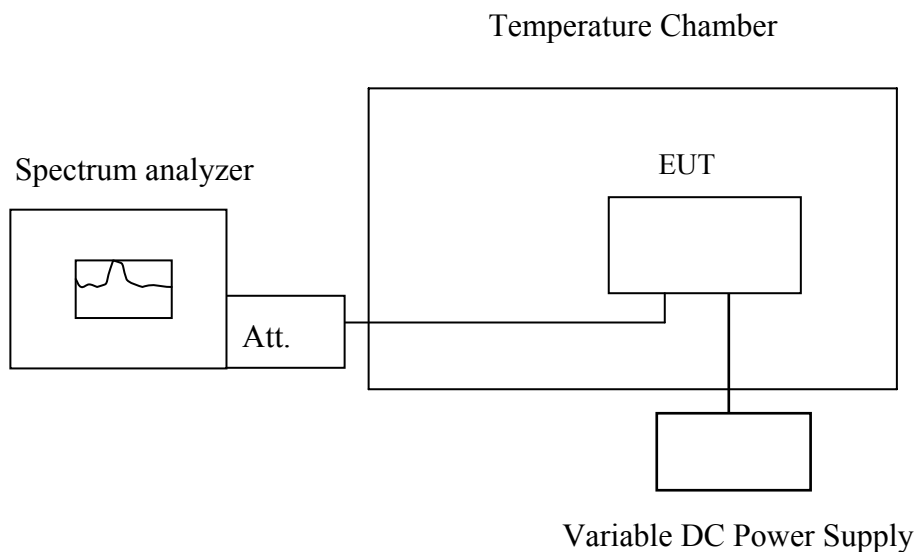 Temperature Chamber
Spectrum analyzer
EUT
Att.
Variable DC Power Supply